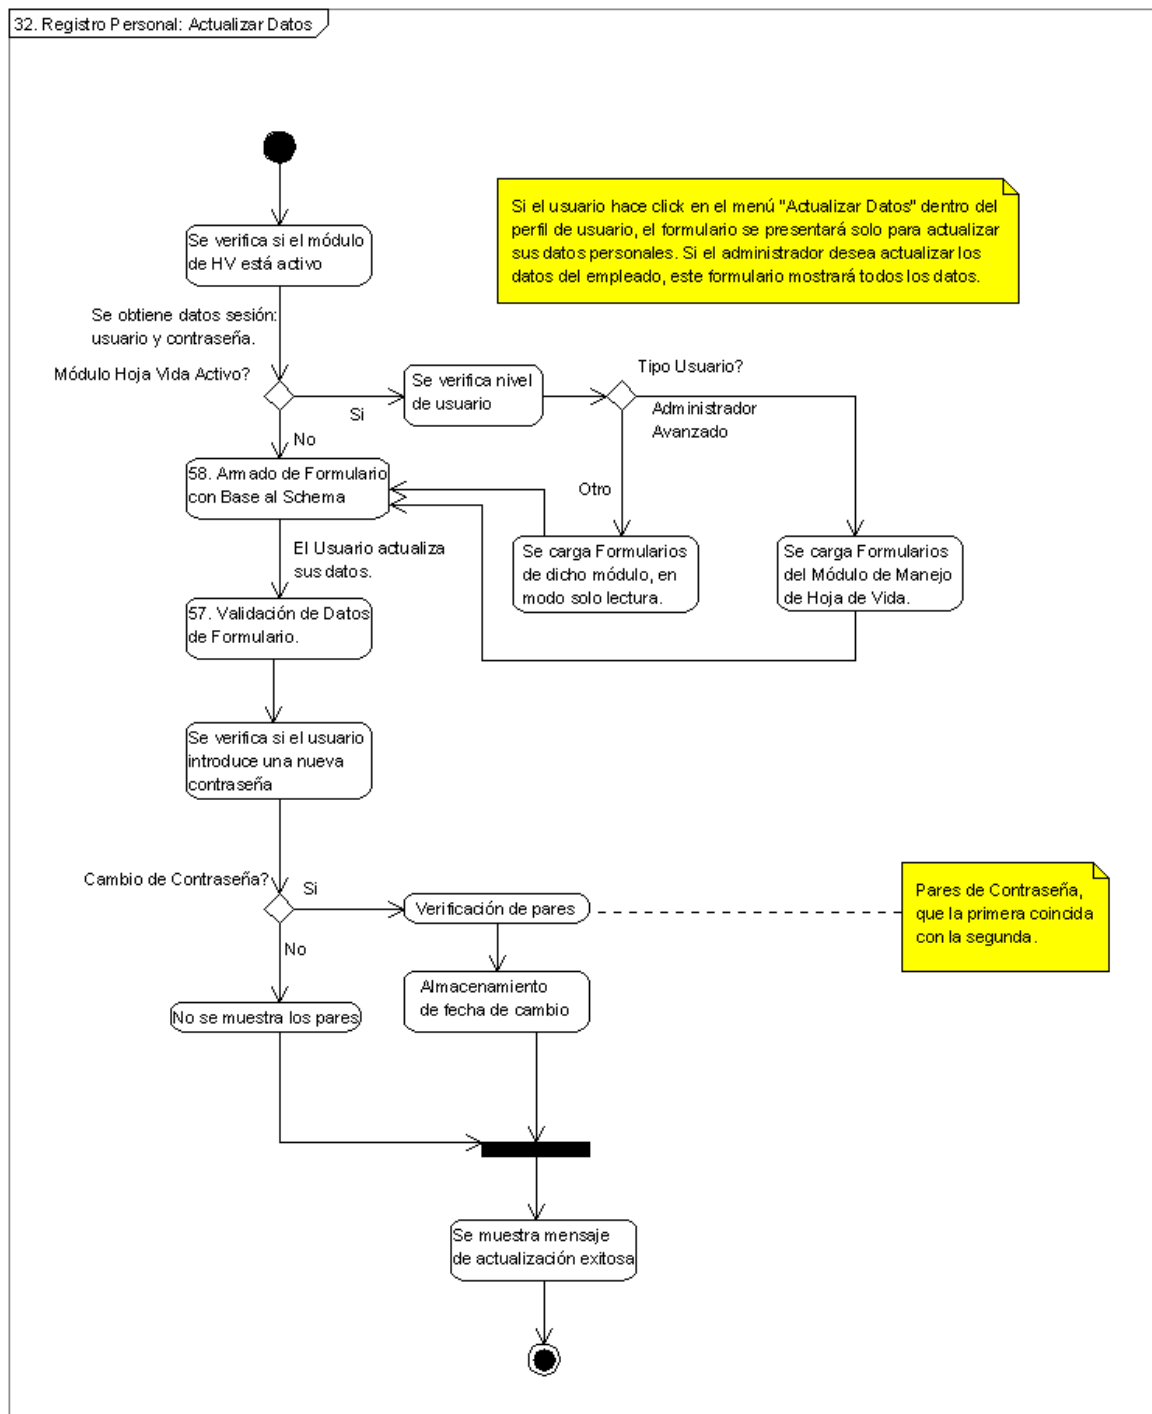 32. Registro Personal: Actualizar Datos
Si el usuario hace click en el menú "Actualizar Datos" dentro del
perfil de usuario, el formulario se presentará solo para actualizar
sus datos personales. Si el administrador desea actualizar los
datos del empleado, este formulario mostrará todos los datos.
Se verifica si el módulo
de HV está activo
Se obtiene datos sesión:
usuario y contraseña.
Módulo Hoja Vida Activo?
Si
No
Se verifica nivel
de usuario
Tipo Usuario?
Administrador
Avanzado
Otro
58. Armado de Formulario
con Base al Schema
Se carga Formularios
de dicho módulo, en
modo solo lectura.
Se carga Formularios
del Módulo de Manejo
de Hoja de Vida.
El Usuario actualiza
sus datos.
57. Validación de Datos
de Formulario.
Se verifica si el usuario
introduce una nueva
contraseña
Cambio de Contraseña?
Si
No
Verificación de pares
Pares de Contraseña,
que la primera coincida
con la segunda.
Almacenamiento
de fecha de cambio
No se muestra los pares
Se muestra mensaje
de actualización exitosa